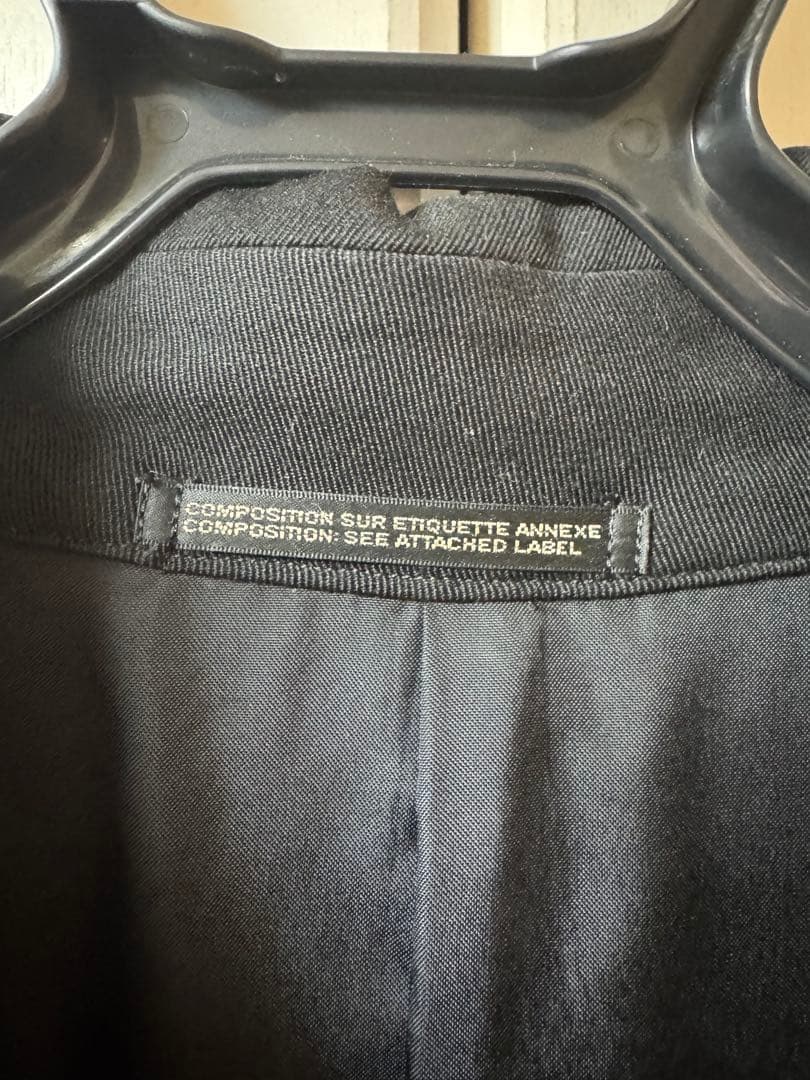 COMPOSITION SUR ETIQUETTE ANNEXE
COMPOSITION: SEE ATTACHED LABEL